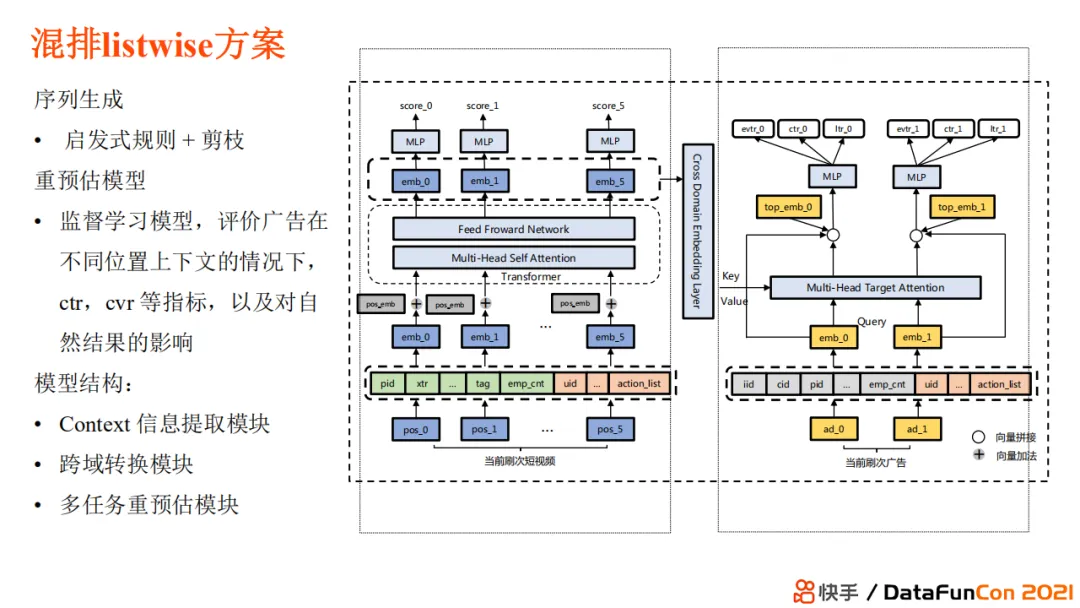 混排listwise方案
序列生成
• 启发式规则 + 剪枝
重预估模型
• 监督学习模型，评价广告在
不同位置上下文的情况下，
ctr，cvr 等指标，以及对自
然结果的影响
模型结构：
• Context 信息提取模块
• 跨域转换模块
• 多任务重预估模块
score_0 score_1 score_5
MLP MLP MLP
emb_0 emb_1 emb_5
Feed Froward Network
Multi-Head Self Attention
Transformer
pos_emb pos_emb pos_emb
...
emb_0 emb_1 emb_5
pid xtr ... tag emp_cnt uid ... action_list
pos_0 pos_1 ... pos_5
当前刷次短视频
Cross Domain Embedding Layer
Key
Value
evtr_0 ctr_0 ltr_0 evtr_1 ctr_1 ltr_1
MLP MLP
top_emb_0 top_emb_1
Multi-Head Target Attention
Query
emb_0 emb_1
iid cid pid ... emp_cnt uid ... action_list
ad_0 ad_1
当前刷次广告
向量拼接
向量加法
快手 / DataFunCon 2021